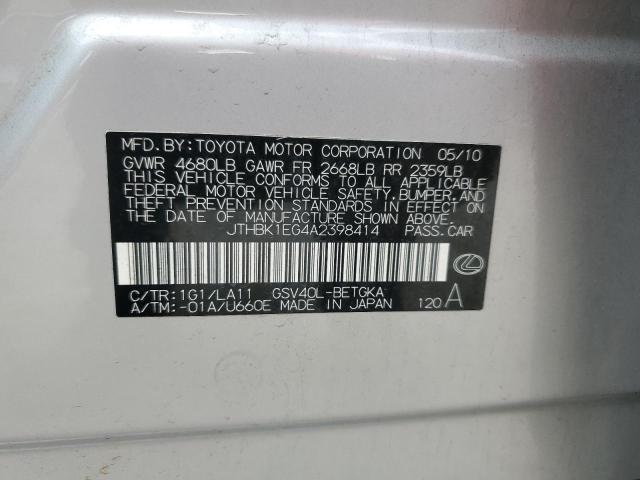 MFD.BY:TOYOTA MOTOR CORPORATION 05/10
GVWR 4680LB GAWR FR 2668LB RR 2359LB
THIS VEHICLE CONFORMS TO ALL APPLICABLE
FEDERAL MOTOR VEHICLE SAFETY,BUMPER,AND
THEFT PREVENTION STANDARDS IN EFFECT ON
THE DATE OF MANUFACTURE SHOWN ABOVE.
JTHBK1EG4A2398414 PASS.CAR
C/TR:1G1/LA11 GSV40L-BETGKA
A/TM:-01A/U660E MADE IN JAPAN 120 A